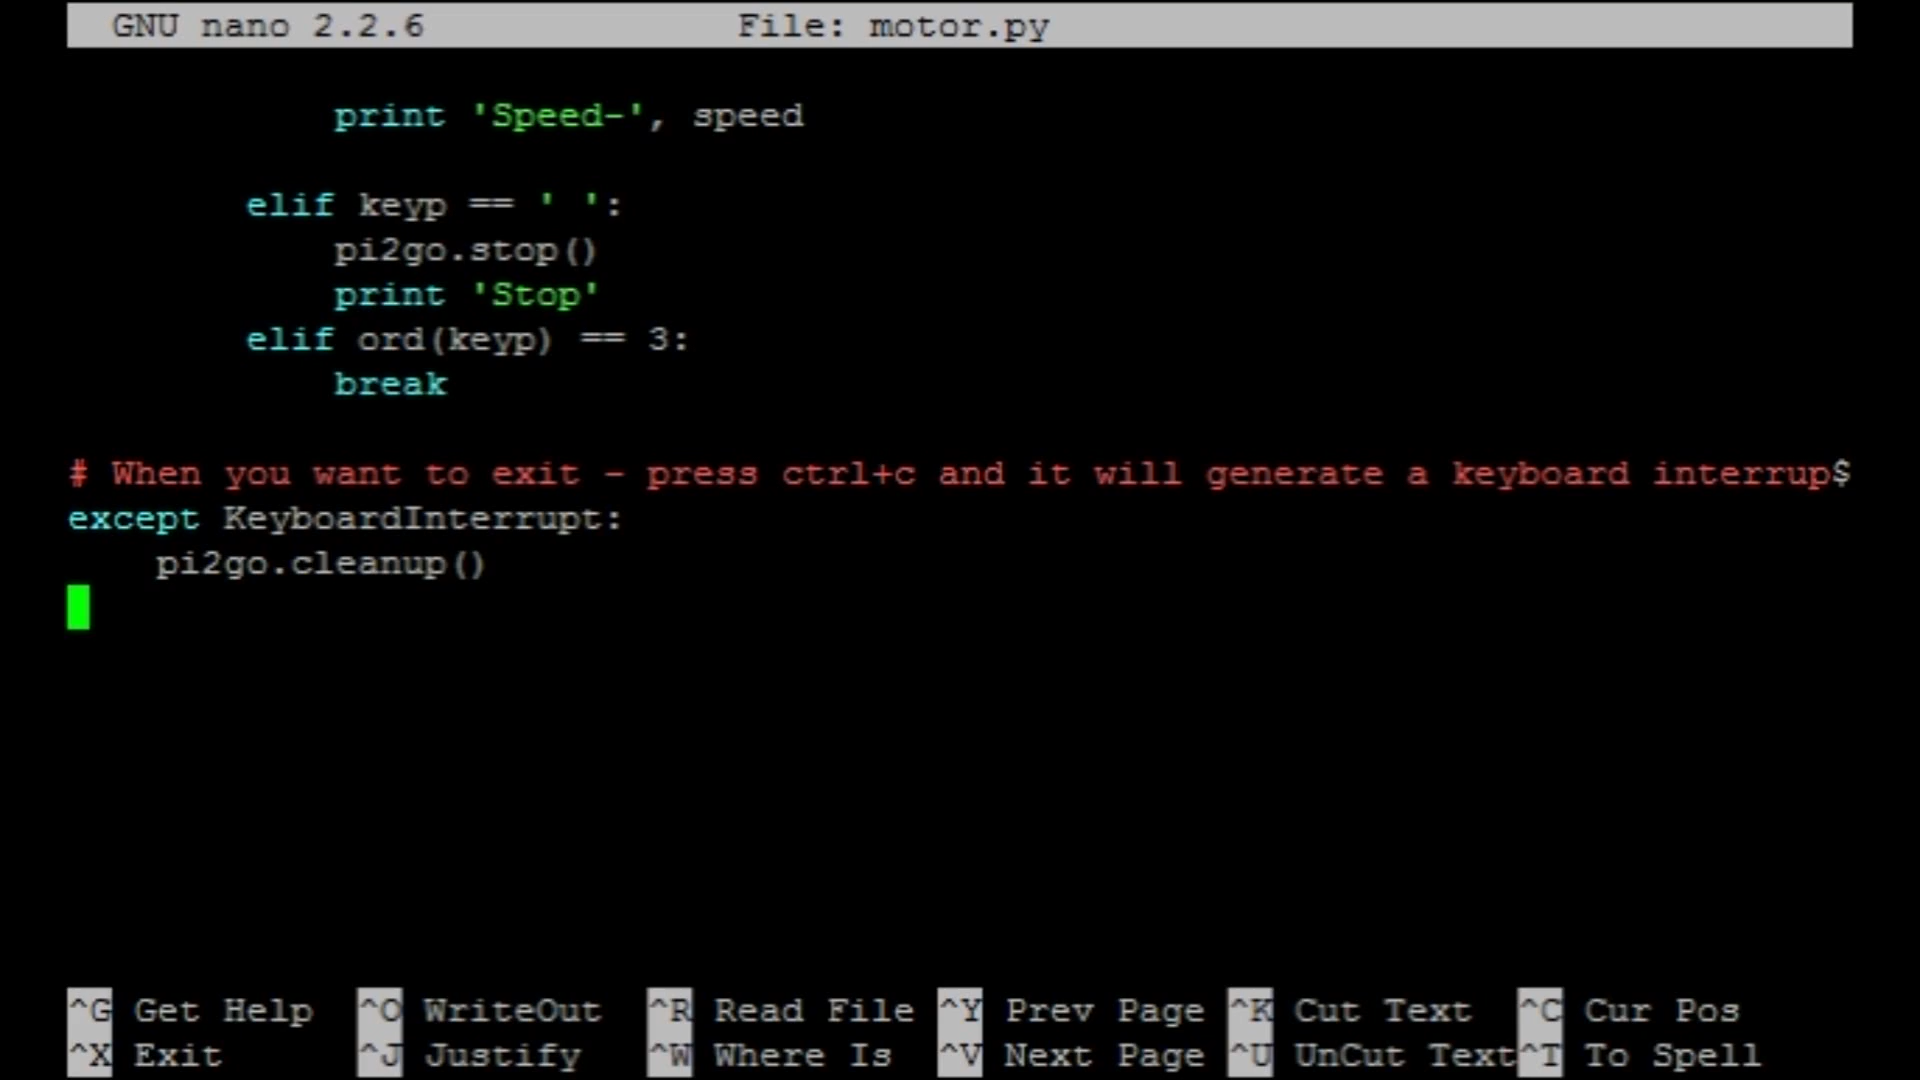 GNU nano 2.2.6 File: motor.py
print 'Speed-', speed
elif keyp == ' ':
pi2go.stop()
print 'Stop'
elif ord(keyp) == 3:
break
# When you want to exit - press ctrl+c and it will generate a keyboard interrup$
except KeyboardInterrupt:
pi2go.cleanup()
^G Get Help ^O WriteOut ^R Read File ^Y Prev Page ^K Cut Text ^C Cur Pos
^X Exit ^J Justify ^W Where Is ^V Next Page ^U UnCut Text ^T To Spell